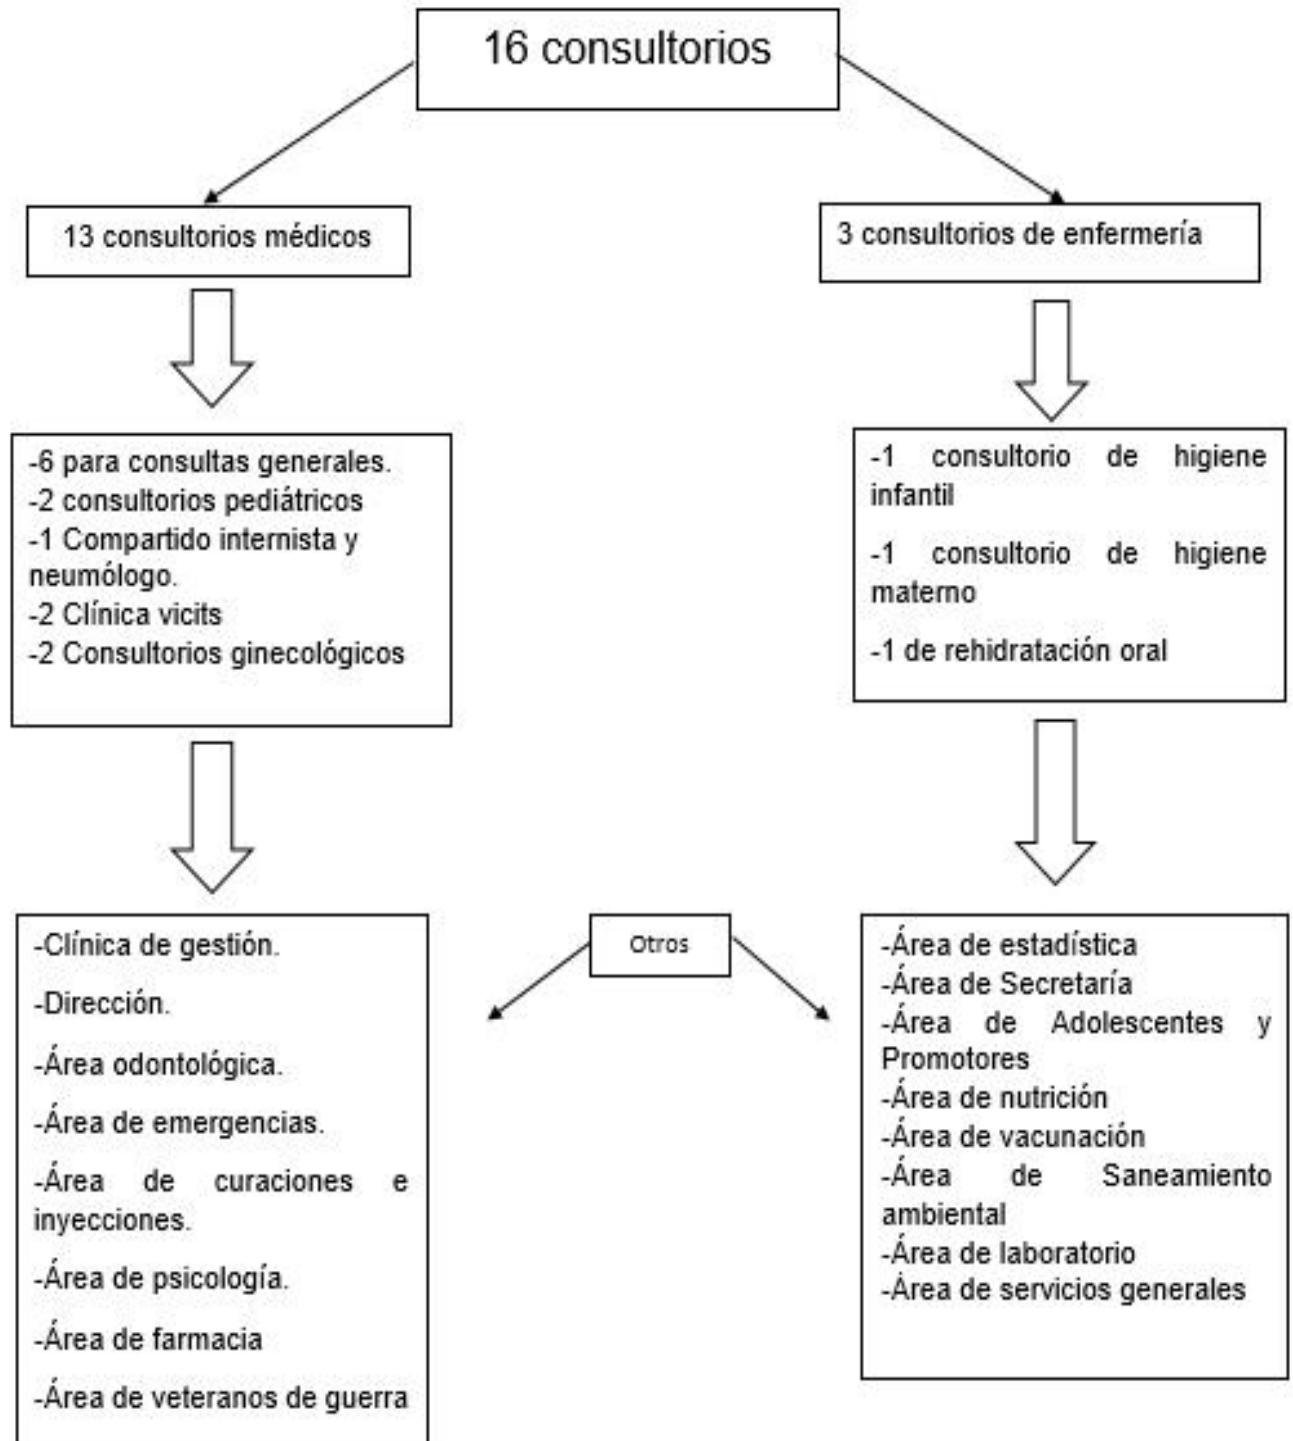 16 consultorios
13 consultorios médicos
3 consultorios de enfermería
-6 para consultas generales.
-2 consultorios pediátricos
-1 Compartido internista y
neumólogo.
-2 Clínica vicits
-2 Consultorios ginecológicos
-1 consultorio de higiene
infantil
-1 consultorio de higiene
materno
-1 de rehidratación oral
-Clínica de gestión.
-Dirección.
-Área odontológica.
-Área de emergencias.
-Área de curaciones e
inyecciones.
-Área de psicología.
-Área de farmacia
-Área de veteranos de guerra
Otros
-Área de estadística
-Área de Secretaría
-Área de Adolescentes y
Promotores
-Área de nutrición
-Área de vacunación
-Área de Saneamiento
ambiental
-Área de laboratorio
-Área de servicios generales